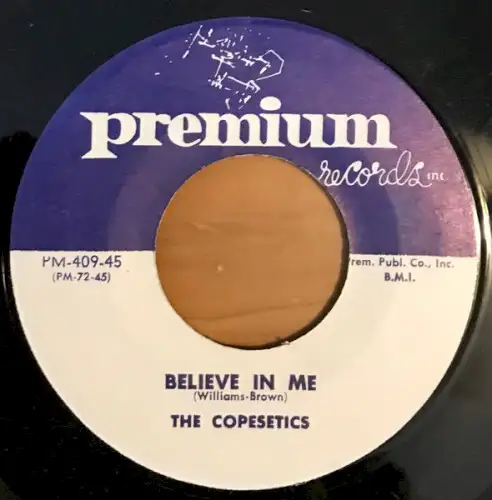 premium
records inc.
PM-409-45
(PM-72-45)
rem. Publ. Co., Inc.
B.M.I.
BELIEVE IN ME
(Williams-Brown)
THE COPESETICS